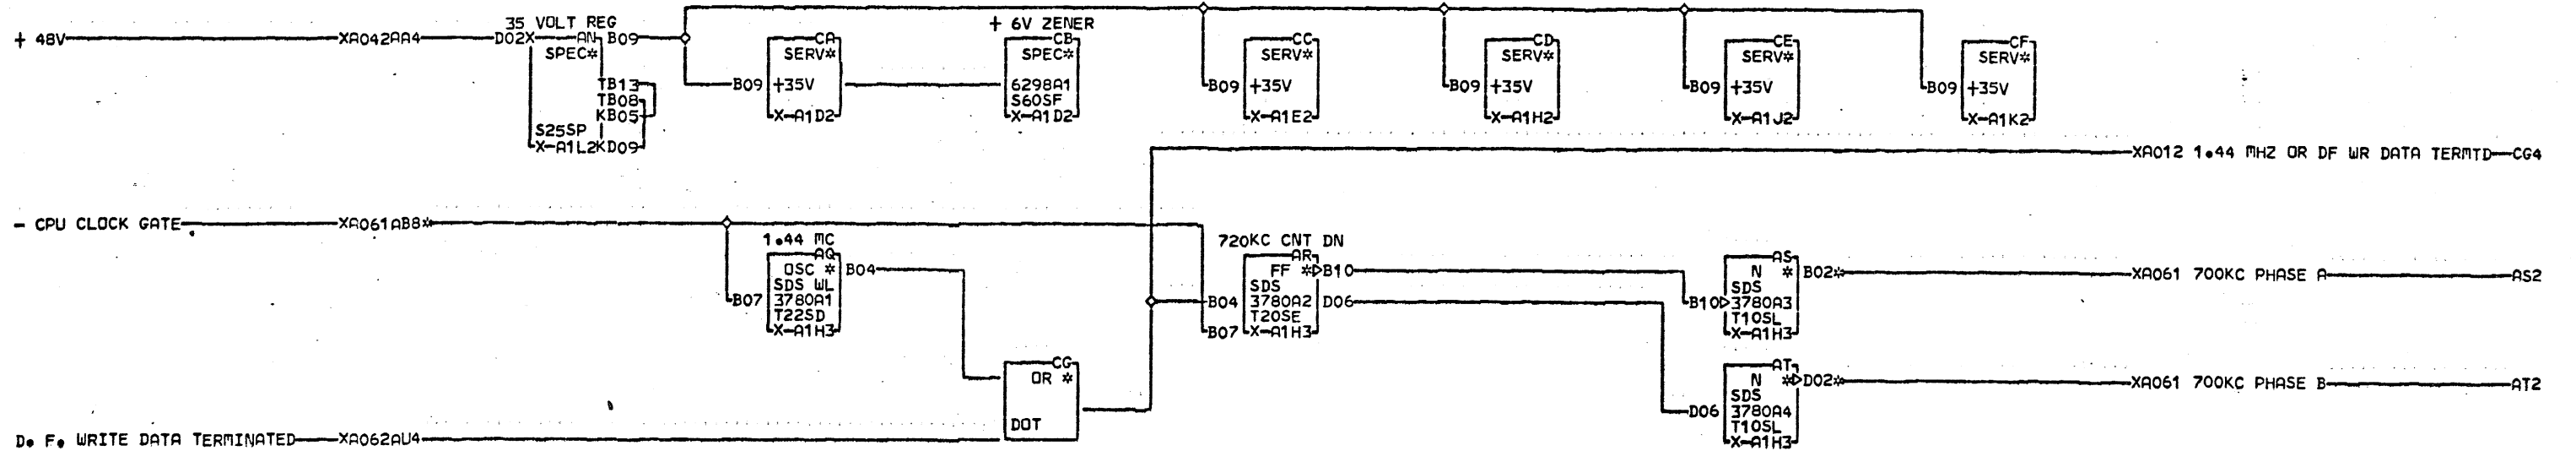 35 VOLT REG
+ 6V ZENER
+ 48V XA042AA4 D02X AN B09 CA CB CC CD CE CF
SPEC* SERV* SPEC* SERV* SERV* SERV* SERV*
TB13 B09 +35V 6298A1 B09 +35V B09 +35V B09 +35V B09 +35V
TB08 S60SF
KB05 X-A1D2 X-A1D2 X-A1E2 X-A1H2 X-A1J2 X-A1K2
S25SP
X-A1L2KD09
XA012 1.44 MHZ OR DF WR DATA TERMTD CG4
- CPU CLOCK GATE XA061AB8*
1.44 MC 720KC CNT DN
AQ AR AS
OSC * B04 FF * B10 N * B02* XA061 700KC PHASE A AS2
SDS WL SDS SDS
B07 3780A1 B04 3780A2 D06 B10 3780A3
T22SD T20SE T10SL
X-A1H3 B07 X-A1H3 X-A1H3
CG AT
OR * N * D02* XA061 700KC PHASE B AT2
SDS
D06 3780A4
DOT T10SL
D. F. WRITE DATA TERMINATED XA062AU4 X-A1H3